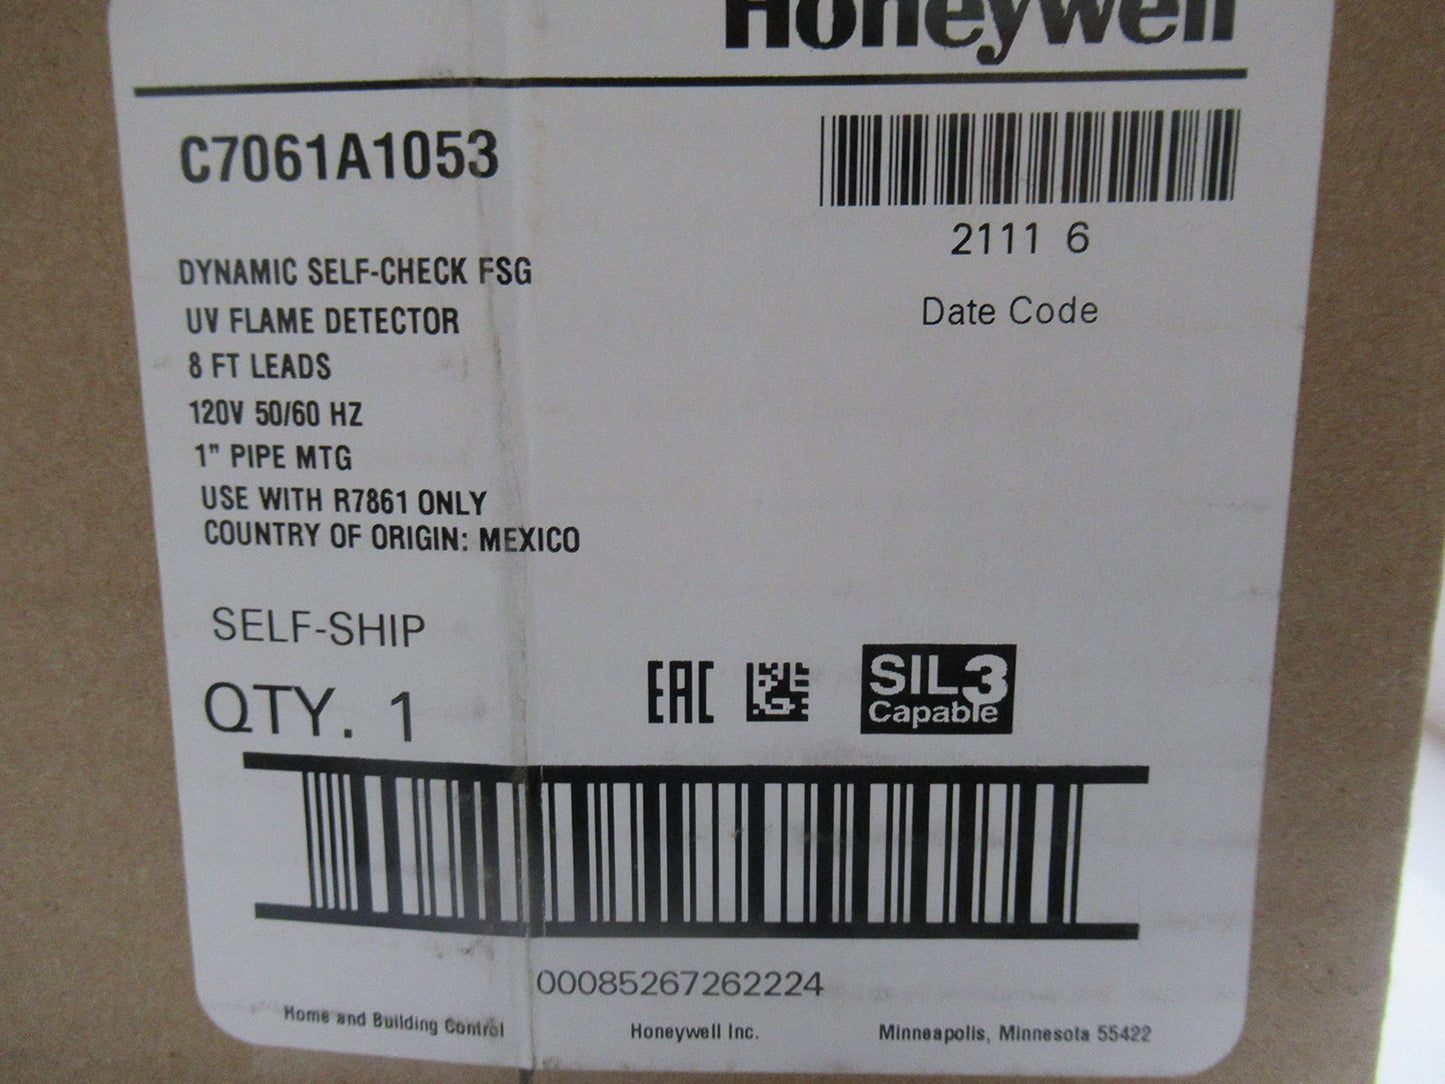 Honeywell
C7061A1053
2111 6
Date Code
DYNAMIC SELF-CHECK FSG
UV FLAME DETECTOR
8 FT LEADS
120V 50/60 HZ
1" PIPE MTG
USE WITH R7861 ONLY
COUNTRY OF ORIGIN: MEXICO
SELF-SHIP
QTY. 1
EAC
SIL3
Capable
00085267262224
Home and Building Control Honeywell Inc. Minneapolis, Minnesota 55422